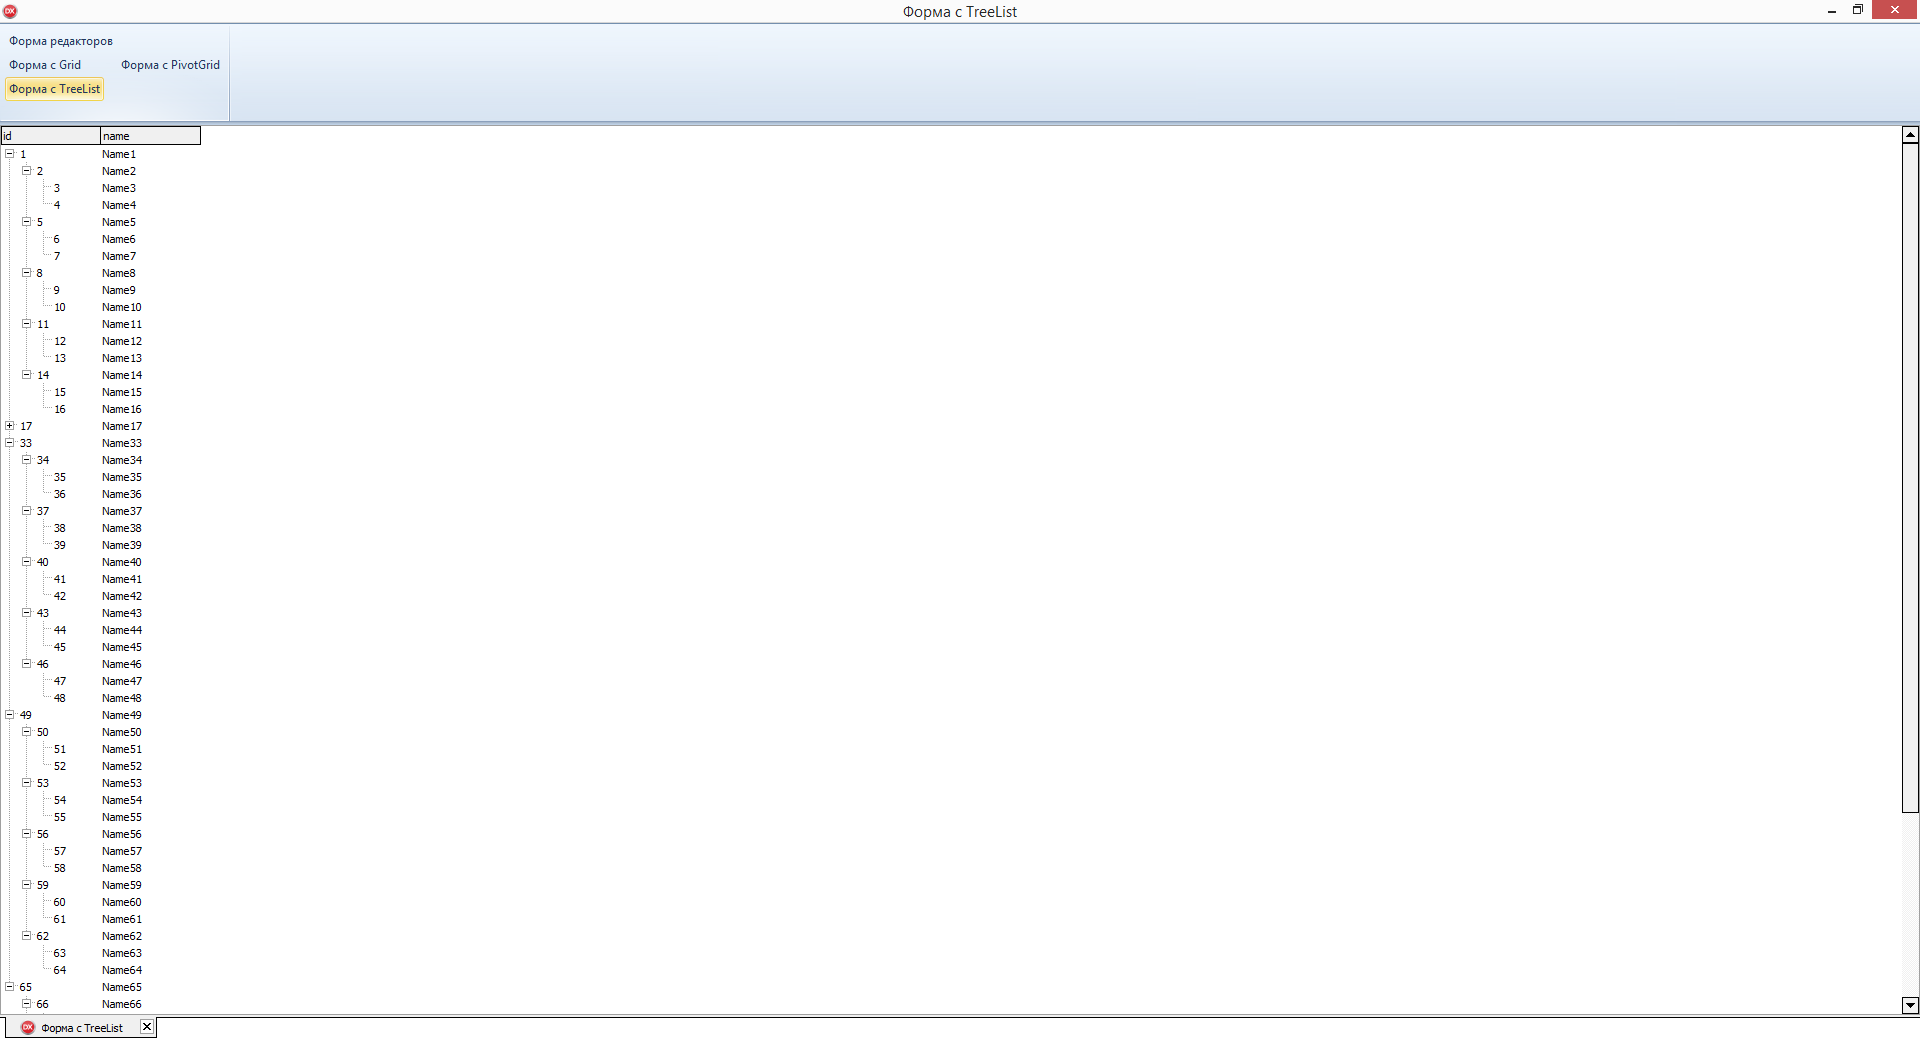 DX
Форма с TreeList
Форма редакторов
Форма с Grid Форма с PivotGrid
Форма с TreeList
id name
1 Name1
2 Name2
3 Name3
4 Name4
5 Name5
6 Name6
7 Name7
8 Name8
9 Name9
10 Name10
11 Name11
12 Name12
13 Name13
14 Name14
15 Name15
16 Name16
17 Name17
33 Name33
34 Name34
35 Name35
36 Name36
37 Name37
38 Name38
39 Name39
40 Name40
41 Name41
42 Name42
43 Name43
44 Name44
45 Name45
46 Name46
47 Name47
48 Name48
49 Name49
50 Name50
51 Name51
52 Name52
53 Name53
54 Name54
55 Name55
56 Name56
57 Name57
58 Name58
59 Name59
60 Name60
61 Name61
62 Name62
63 Name63
64 Name64
65 Name65
66 Name66
DX Форма с TreeList